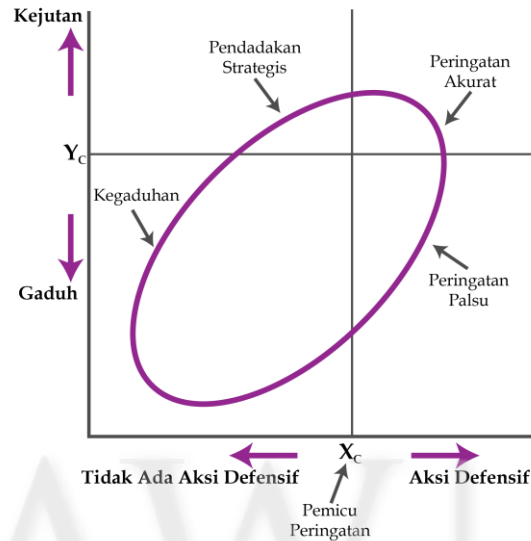 Kejutan
Pendadakan
Strategis
Peringatan
Akurat
Yc
Kegaduhan
Gaduh
Peringatan
Palsu
Xc
Tidak Ada Aksi Defensif
Aksi Defensif
Pemicu
Peringatan